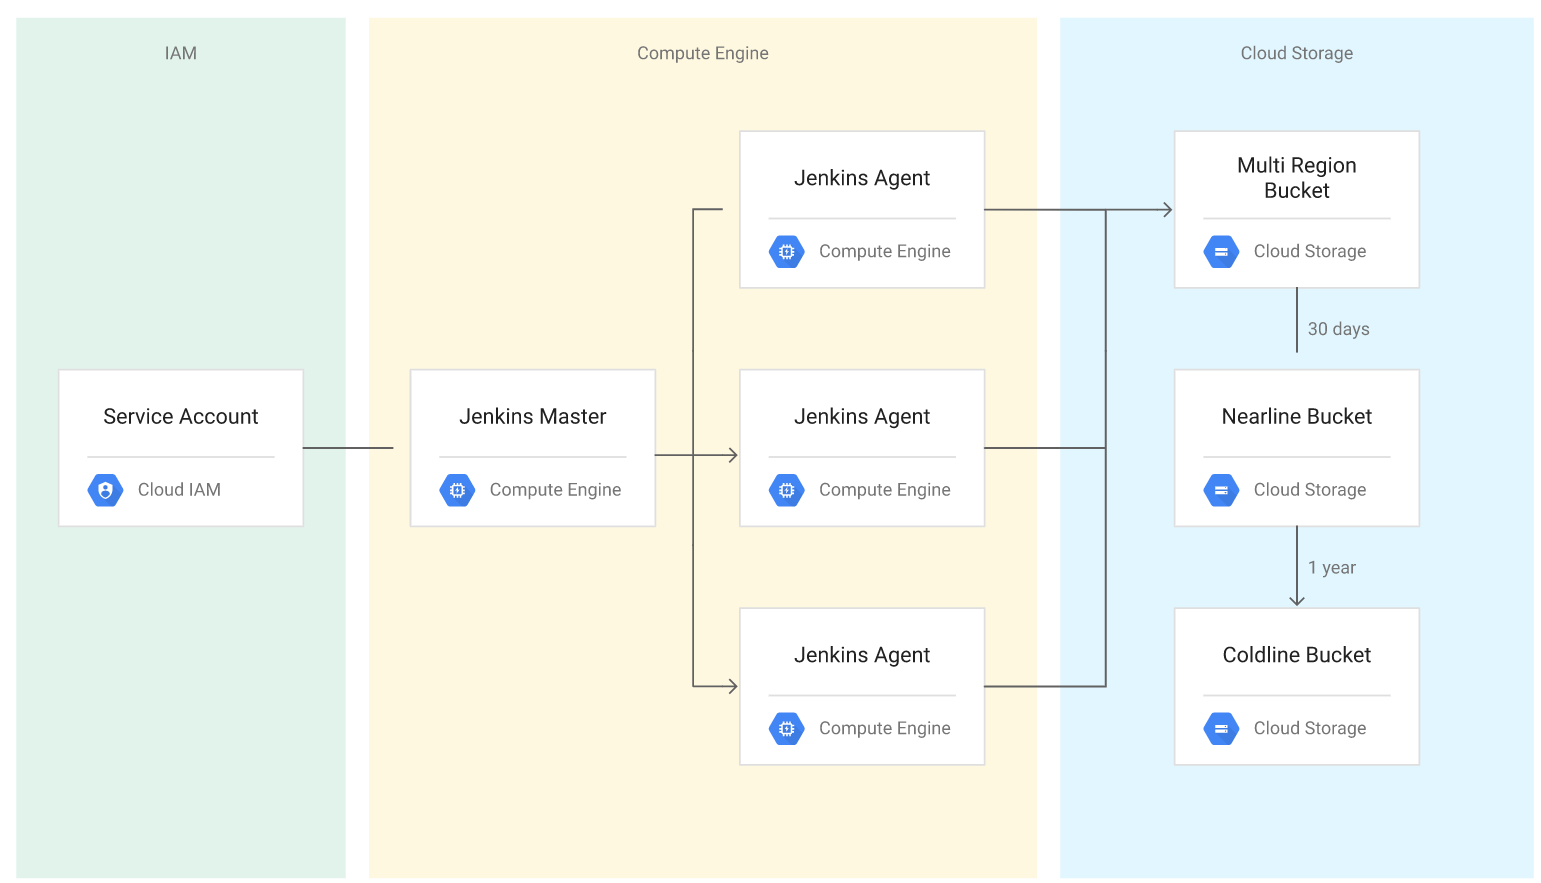 IAM
Compute Engine
Cloud Storage
Jenkins Agent
Compute Engine
Multi Region
Bucket
Cloud Storage
30 days
Service Account
Cloud IAM
Jenkins Master
Compute Engine
Jenkins Agent
Compute Engine
Nearline Bucket
Cloud Storage
1 year
Jenkins Agent
Compute Engine
Coldline Bucket
Cloud Storage